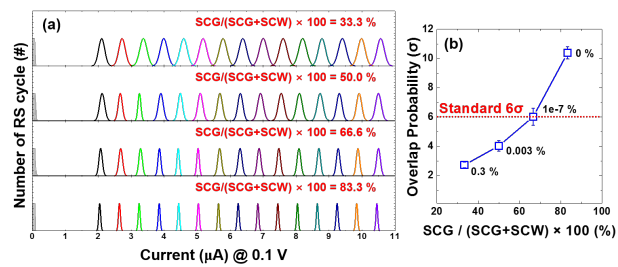 (a)
SCG/(SCG+SCW) × 100 = 33.3 %
SCG/(SCG+SCW) × 100 = 50.0 %
SCG/(SCG+SCW) × 100 = 66.6 %
SCG/(SCG+SCW) × 100 = 83.3 %
Number of RS cycle (#)
0 1 2 3 4 5 6 7 8 9 10 11
Current (μA) @ 0.1 V
(b)
Overlap Probability (σ)
12
10
8
6
4
2
0 %
Standard 6σ
1e-7 %
0.003 %
0.3 %
20 40 60 80 100
SCG / (SCG+SCW) × 100 (%)